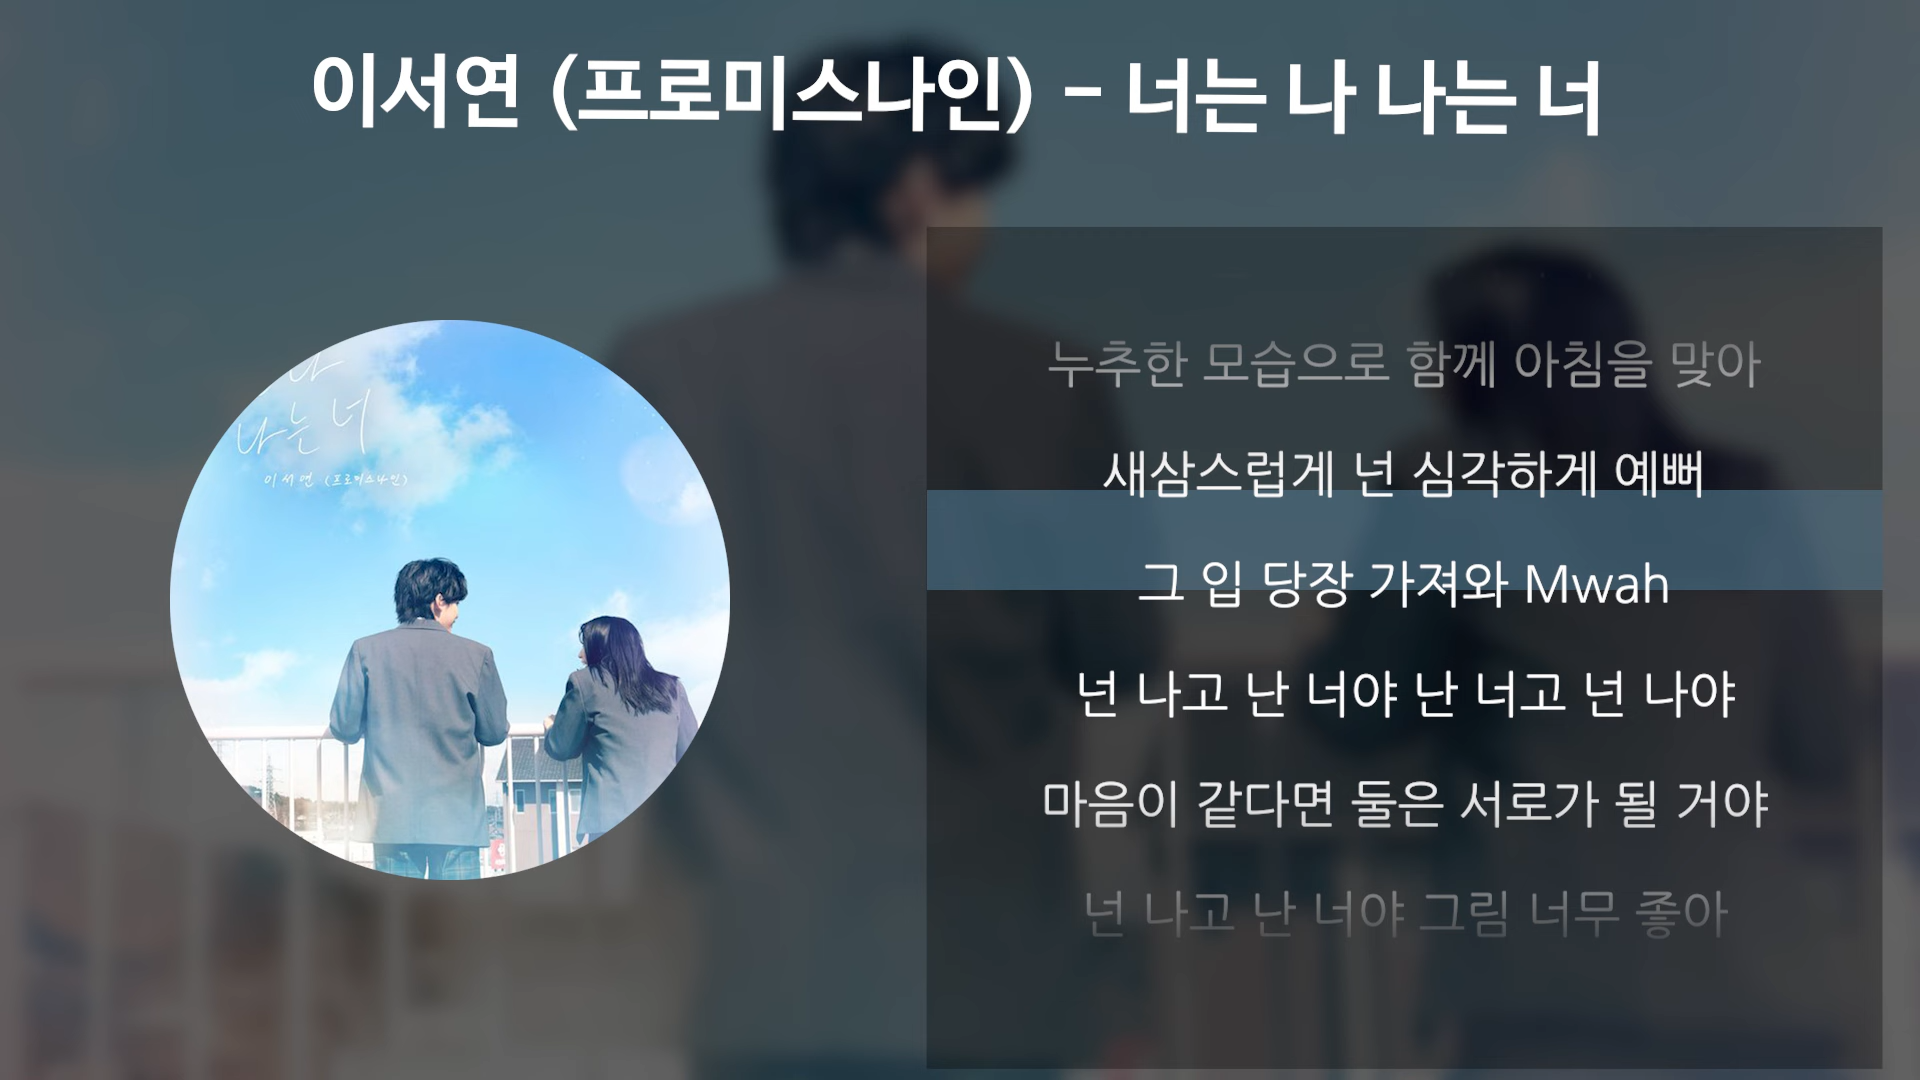 이서연 (프로미스나인) - 너는 나 나는 너
나
나는 너
이서연 (프로미스나인)
누추한 모습으로 함께 아침을 맞아
새삼스럽게 넌 심각하게 예뻐
그 입 당장 가져와 Mwah
넌 나고 난 너야 난 너고 넌 나야
마음이 같다면 둘은 서로가 될 거야
넌 나고 난 너야 그림 너무 좋아